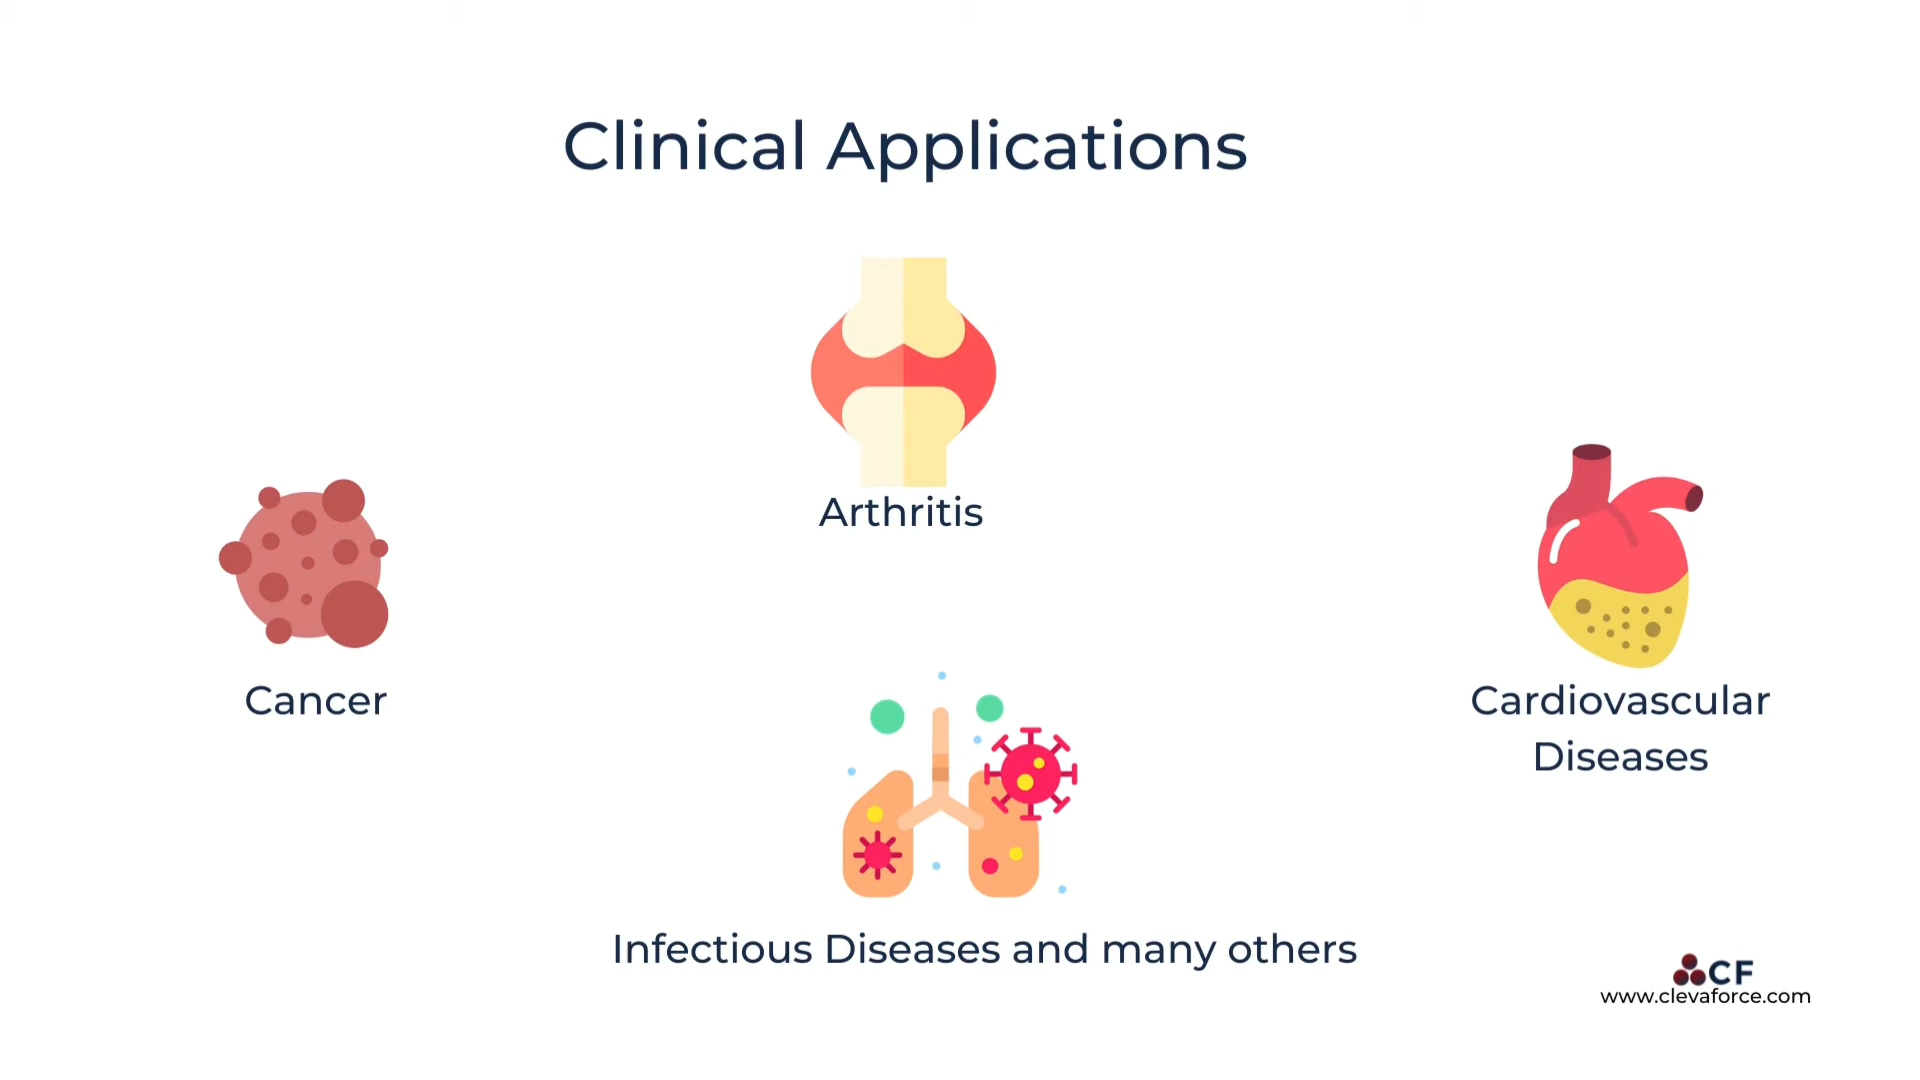 Clinical Applications
Arthritis
Cancer
Cardiovascular
Diseases
Infectious Diseases and many others
CF
www.clevaforce.com